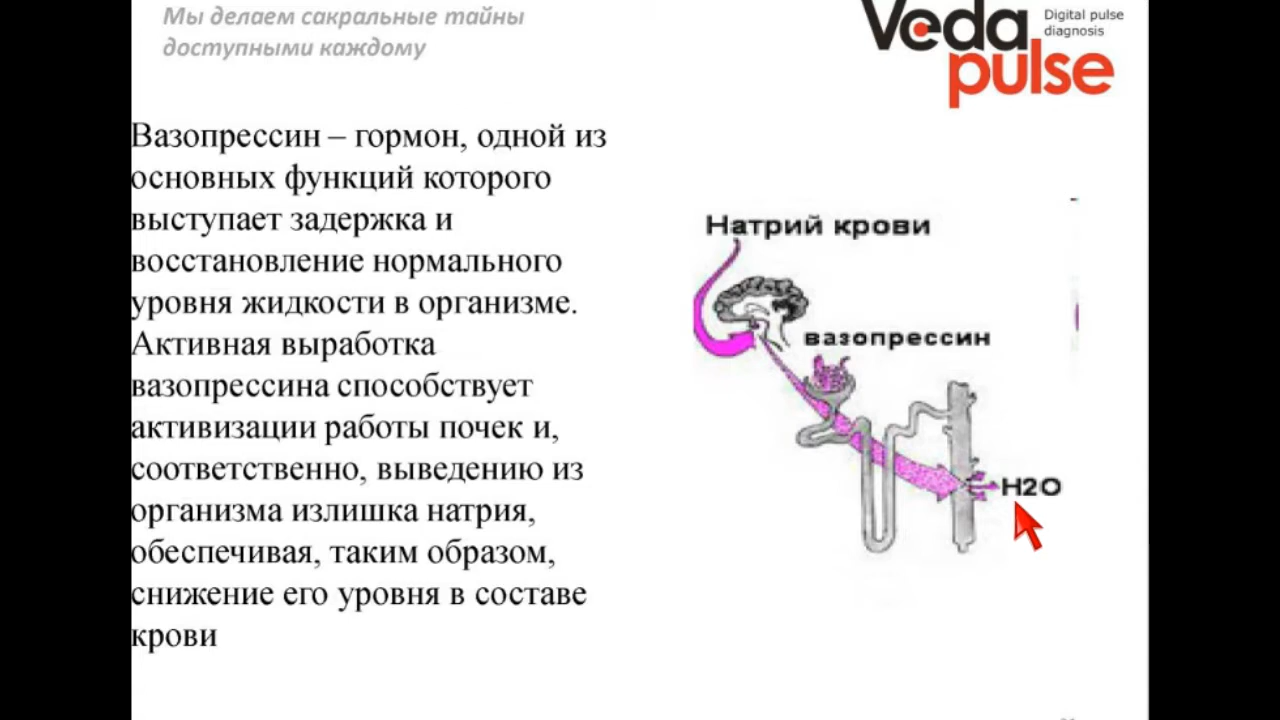 Мы делаем сакральные тайны
доступными каждому
Veda
pulse
Digital pulse
diagnosis
Вазопрессин – гормон, одной из
основных функций которого
выступает задержка и
восстановление нормального
уровня жидкости в организме.
Активная выработка
вазопрессина способствует
активизации работы почек и,
соответственно, выведению из
организма излишка натрия,
обеспечивая, таким образом,
снижение его уровня в составе
крови
Натрий крови
вазопрессин
H2O